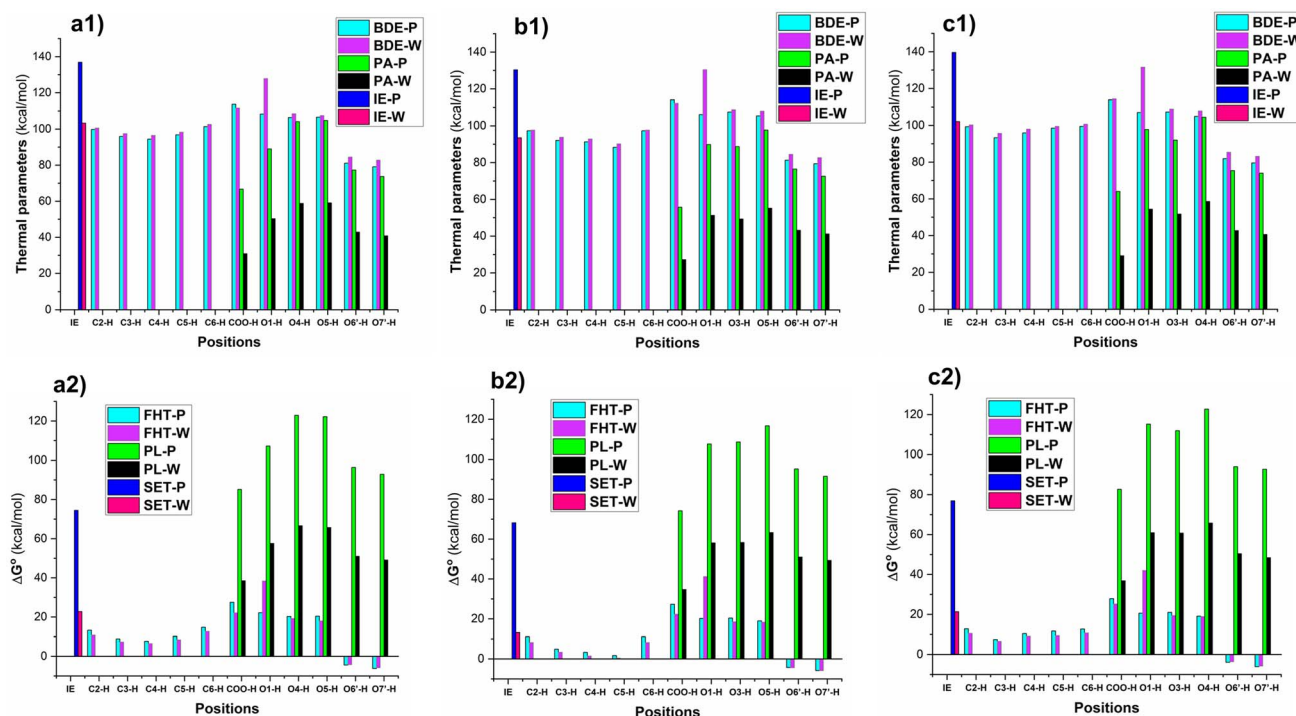 a1)
BDE-P
BDE-W
PA-P
PA-W
IE-P
IE-W
Thermal parameters (kcal/mol)
140
120
100
80
60
40
20
0
IE C2-H C3-H C4-H C5-H C6-H COO-H O1-H O4-H O5-H O6'-H O7'-H
Positions
b1)
BDE-P
BDE-W
PA-P
PA-W
IE-P
IE-W
Thermal parameters (kcal/mol)
140
120
100
80
60
40
20
0
IE C2-H C3-H C4-H C5-H C6-H COO-H O1-H O3-H O5-H O6'-H O7'-H
Positions
c1)
BDE-P
BDE-W
PA-P
PA-W
IE-P
IE-W
Thermal parameters (kcal/mol)
140
120
100
80
60
40
20
0
IE C2-H C3-H C4-H C5-H C6-H COO-H O1-H O3-H O4-H O6'-H O7'-H
Positions
a2)
FHT-P
FHT-W
PL-P
PL-W
SET-P
SET-W
ΔGº (kcal/mol)
120
100
80
60
40
20
0
IE C2-H C3-H C4-H C5-H C6-H COO-H O1-H O4-H O5-H O6'-H O7'-H
Positions
b2)
FHT-P
FHT-W
PL-P
PL-W
SET-P
SET-W
ΔGº (kcal/mol)
120
100
80
60
40
20
0
IE C2-H C3-H C4-H C5-H C6-H COO-H O1-H O3-H O5-H O6'-H O7'-H
Positions
c2)
FHT-P
FHT-W
PL-P
PL-W
SET-P
SET-W
ΔGº (kcal/mol)
120
100
80
60
40
20
0
IE C2-H C3-H C4-H C5-H C6-H COO-H O1-H O3-H O4-H O6'-H O7'-H
Positions